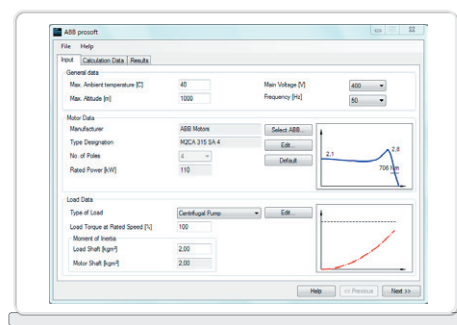 ABB prosoft
File Help
Input Calculation Data Results
General data
Max. Ambient temperature [C] 40 Main Voltage [V] 400
Max. Altitude [m] 1000 Frequency [Hz] 50
Motor Data
Manufacturer ABB Motors Select ABB...
Type Designation M2CA 315 SA 4 Edit...
No. of Poles 4 Default
Rated Power [kW] 110
2.1 2.8
706 Nm
Load Data
Type of Load Centrifugal Pump Edit...
Load Torque at Rated Speed [%] 100
Moment of Inertia
Load Shaft [kgm²] 2,00
Motor Shaft [kgm²] 2,00
Help << Previous Next >>